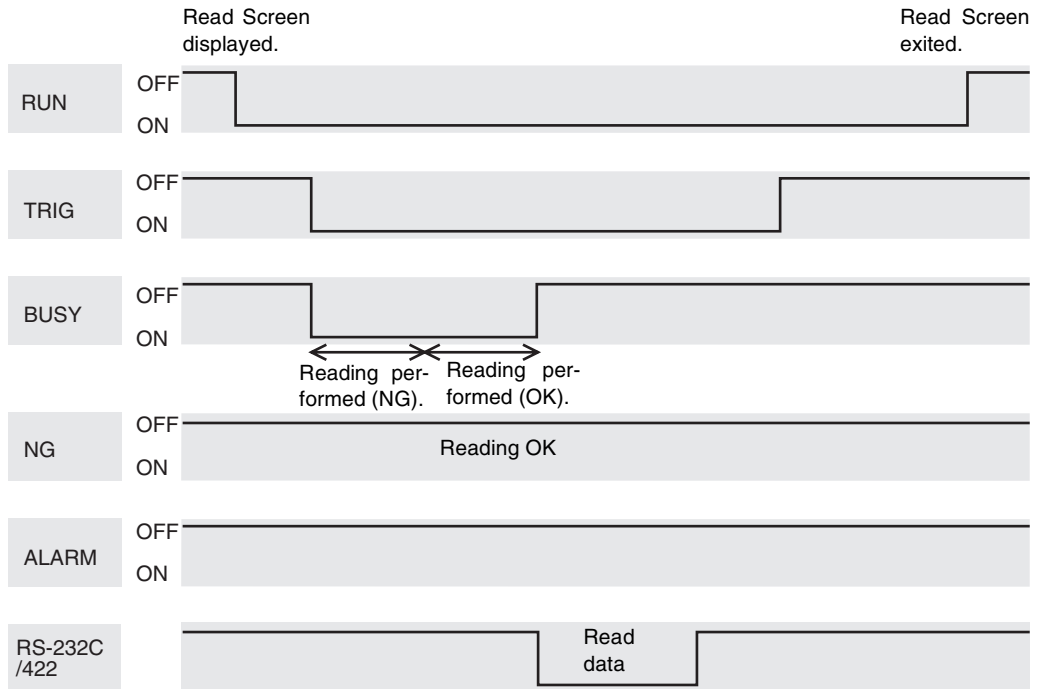 Read Screen
displayed.
Read Screen
exited.
RUN
OFF
ON
TRIG
OFF
ON
BUSY
OFF
ON
Reading per-
formed (NG).
Reading per-
formed (OK).
NG
OFF
ON
Reading OK
ALARM
OFF
ON
RS-232C
/422
Read
data